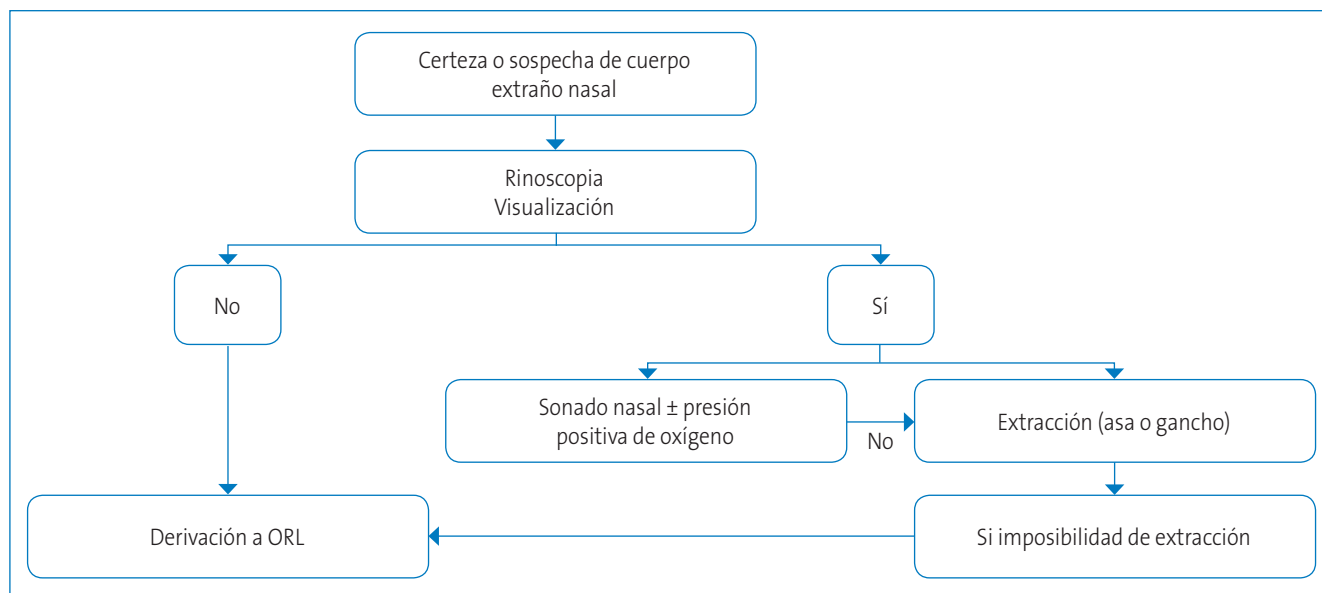 Certeza o sospecha de cuerpo
extraño nasal
Rinoscopia
Visualización
No
Sí
Sonado nasal ± presión
positiva de oxígeno
No
Extracción (asa o gancho)
Derivación a ORL
Si imposibilidad de extracción